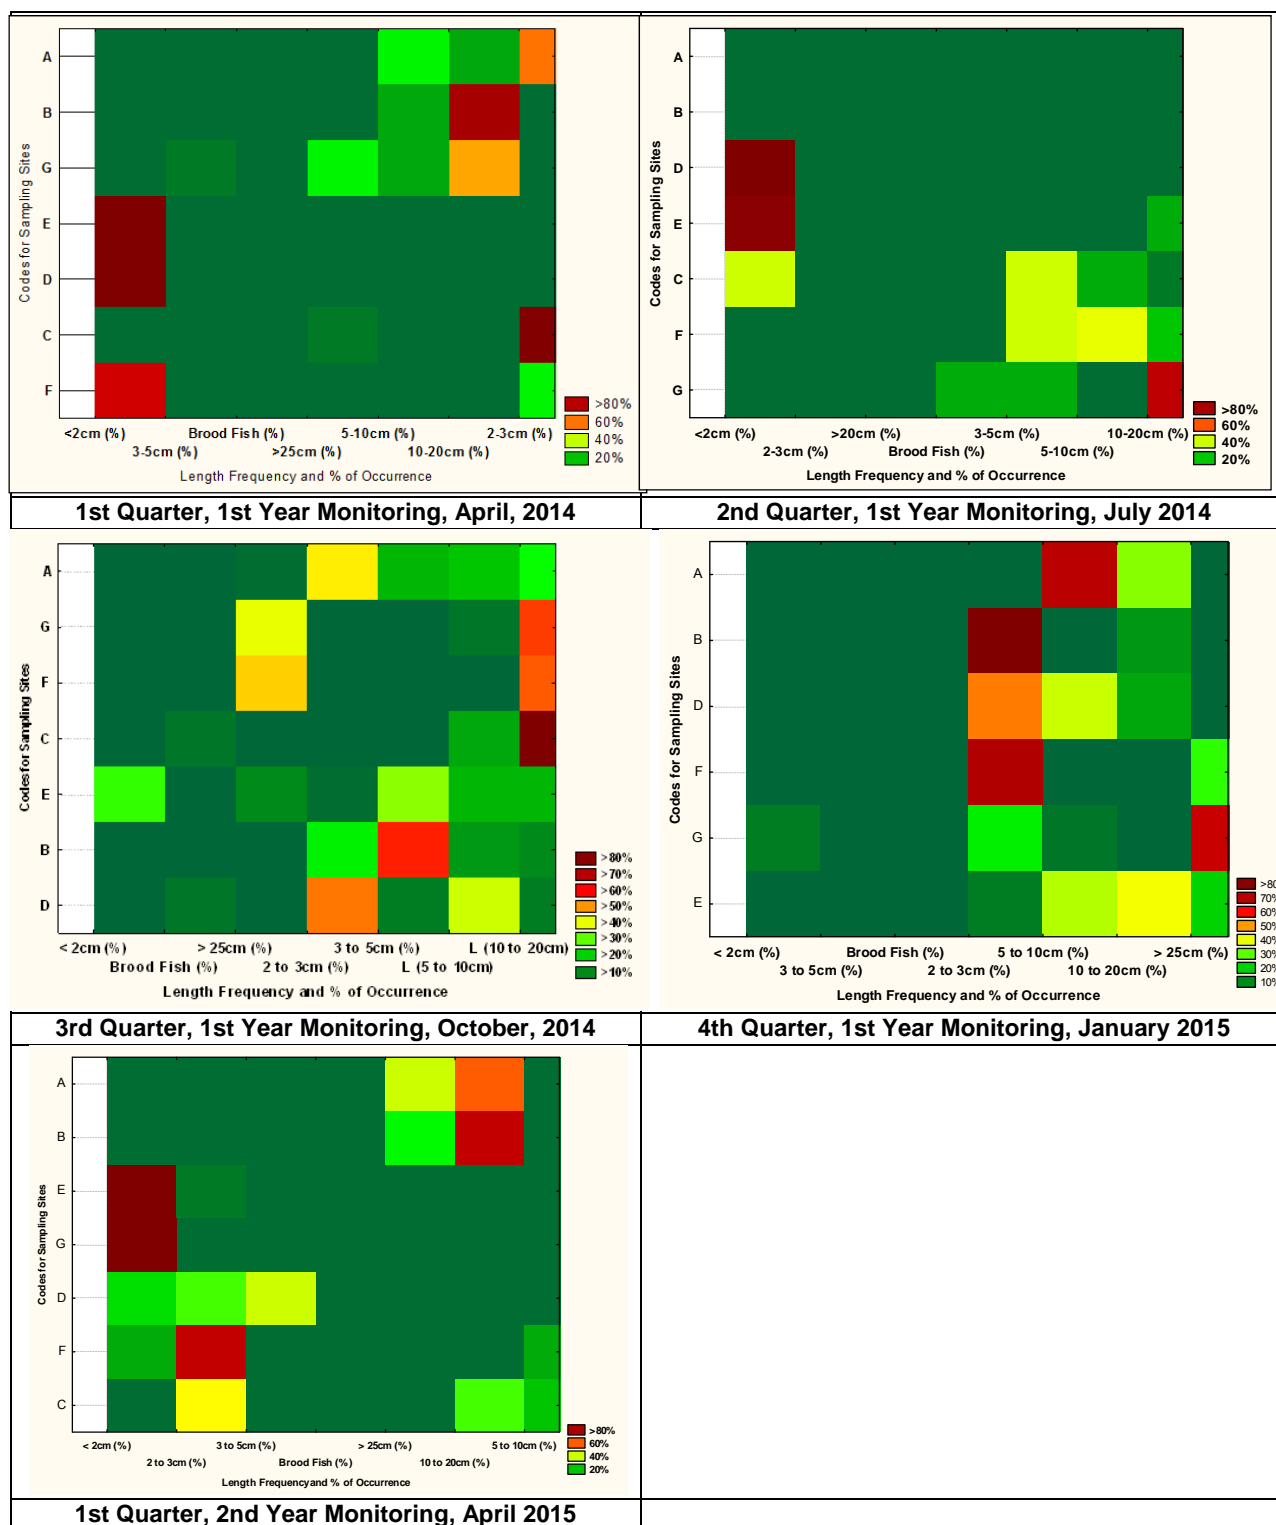 Codes for Sampling Sites
A
B
G
E
D
C
F
>80%
60%
40%
20%
<2cm (%) Brood Fish (%) 5-10cm (%) 2-3cm (%)
3-5cm (%) >25cm (%) 10-20cm (%)
Length Frequency and % of Occurrence
Codes for Sampling Sites
A
B
D
E
C
F
G
>80%
60%
40%
20%
<2cm (%) >20cm (%) 3-5cm (%) 10-20cm (%)
2-3cm (%) Brood Fish (%) 5-10cm (%)
Length Frequency and % of Occurrence
1st Quarter, 1st Year Monitoring, April, 2014
2nd Quarter, 1st Year Monitoring, July 2014
Codes for Sampling Sites
A
G
F
C
E
B
D
>80%
>70%
>60%
>50%
>40%
>30%
>20%
>10%
< 2cm (%) > 25cm (%) 3 to 5cm (%) L (10 to 20cm)
Brood Fish (%) 2 to 3cm (%) L (5 to 10cm)
Length Frequency and % of Occurrence
Codes for Sampling Sites
A
B
D
F
G
E
>80
70%
60%
50%
40%
30%
20%
10%
< 2cm (%) Brood Fish (%) 5 to 10cm (%) > 25cm (%)
3 to 5cm (%) 2 to 3cm (%) 10 to 20cm (%)
Length Frequency and % of Occurrence
3rd Quarter, 1st Year Monitoring, October, 2014
4th Quarter, 1st Year Monitoring, January 2015
Codes for Sampling Sites
A
B
E
G
D
F
C
>80%
60%
40%
20%
< 2cm (%) 3 to 5cm (%) > 25cm (%) 5 to 10cm (%)
2 to 3cm (%) Brood Fish (%) 10 to 20cm (%)
Length Frequency and % of Occurrence
1st Quarter, 2nd Year Monitoring, April 2015